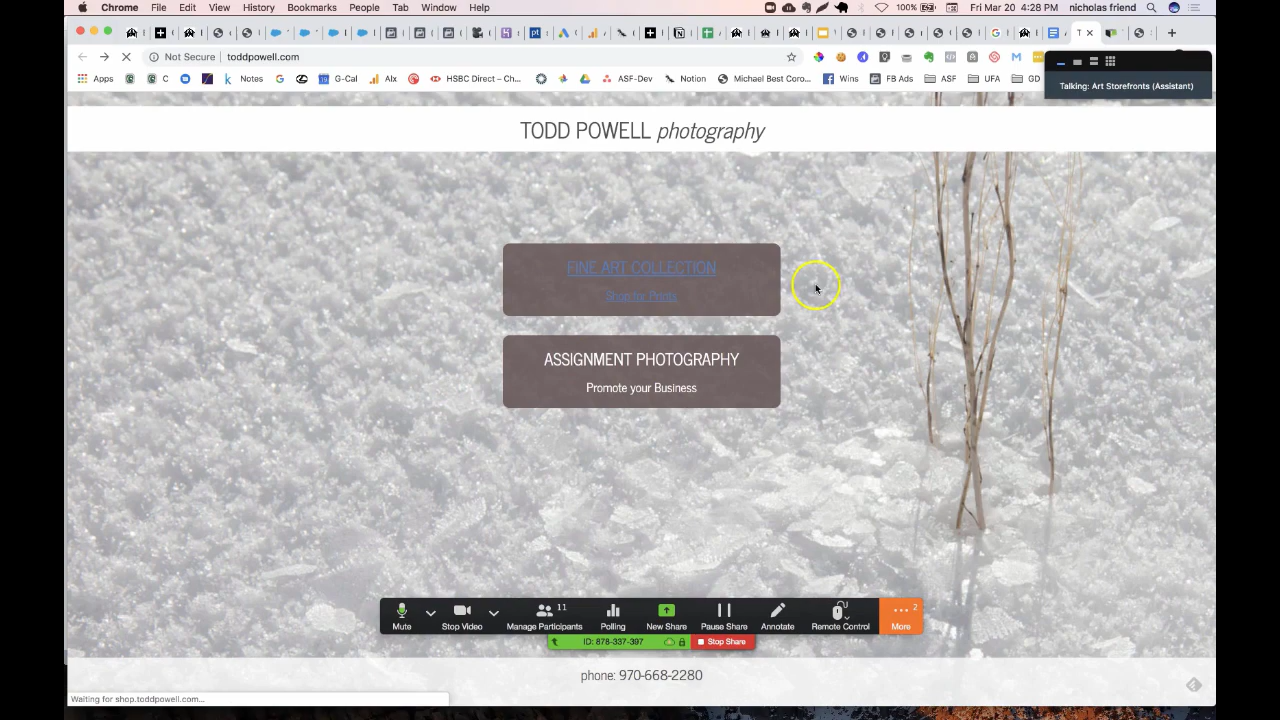 Chrome File Edit View History Bookmarks People Tab Window Help 100% Fri Mar 20 4:28 PM nicholas friend
Not Secure toddpowell.com
Apps Notes G-Cal Alx HSBC Direct – Ch... ASF-Dev Notion Michael Best Coro... Wins FB Ads ASF UFA GD
Talking: Art Storefronts (Assistant)
TODD POWELL photography
FINE ART COLLECTION
Shop for Prints
ASSIGNMENT PHOTOGRAPHY
Promote your Business
11 2
Mute Stop Video Manage Participants Polling New Share Pause Share Annotate Remote Control More
ID: 878-337-397 Stop Share
phone: 970-668-2280
Waiting for shop.toddpowell.com...